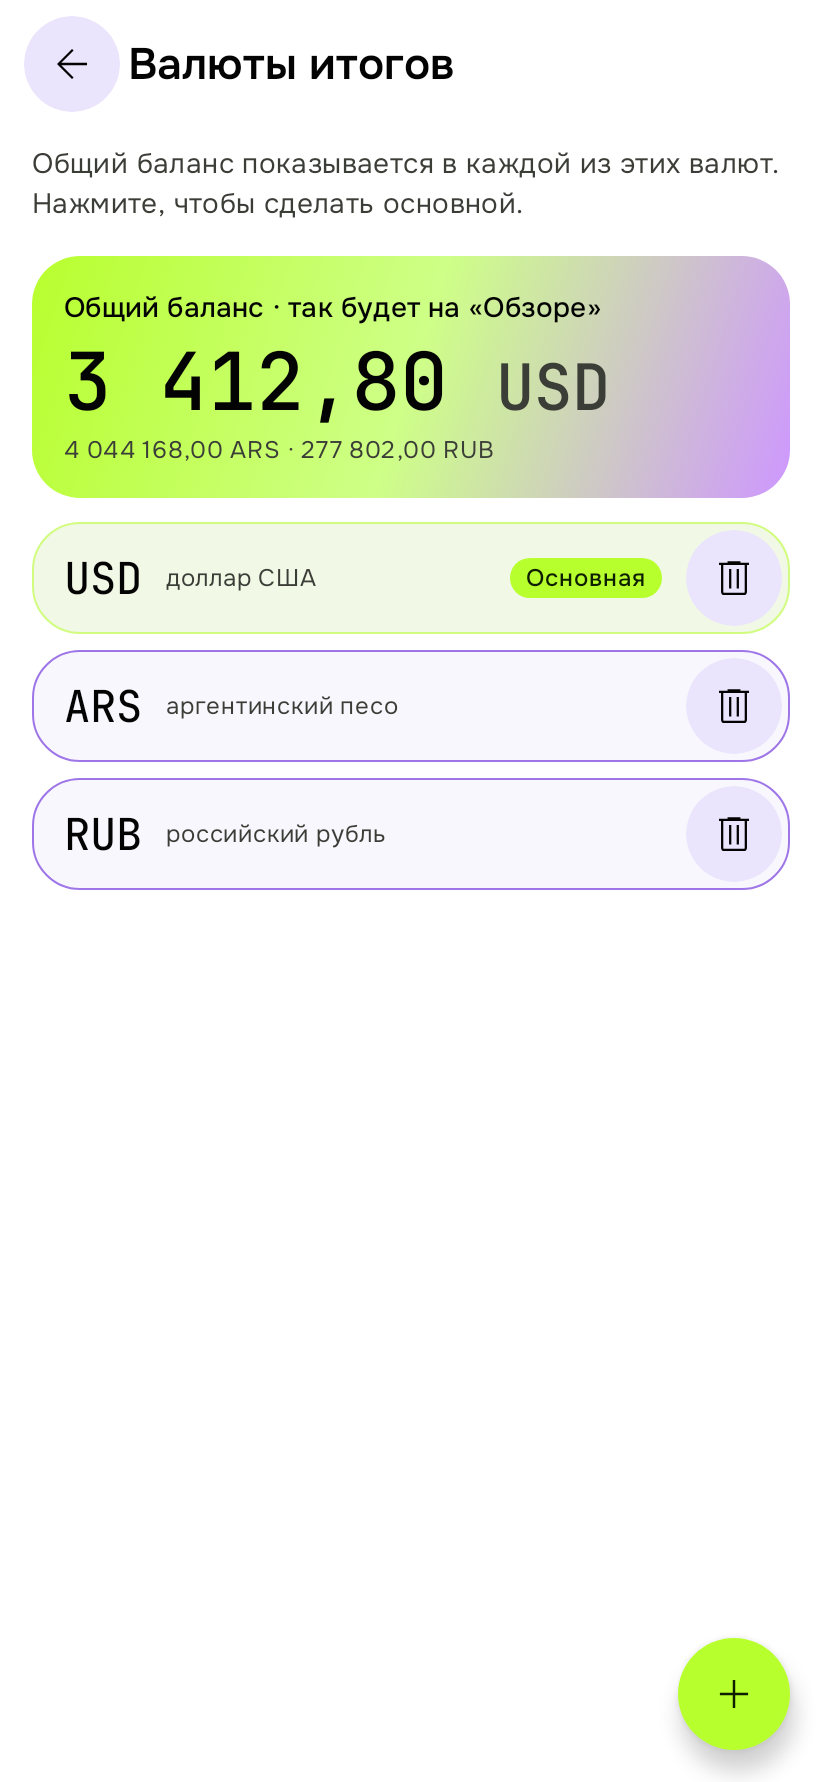 Валюты итогов
Общий баланс показывается в каждой из этих валют.
Нажмите, чтобы сделать основной.
Общий баланс · так будет на «Обзоре»
3 412,80 USD
4 044 168,00 ARS · 277 802,00 RUB
USD доллар США Основная
ARS аргентинский песо
RUB российский рубль